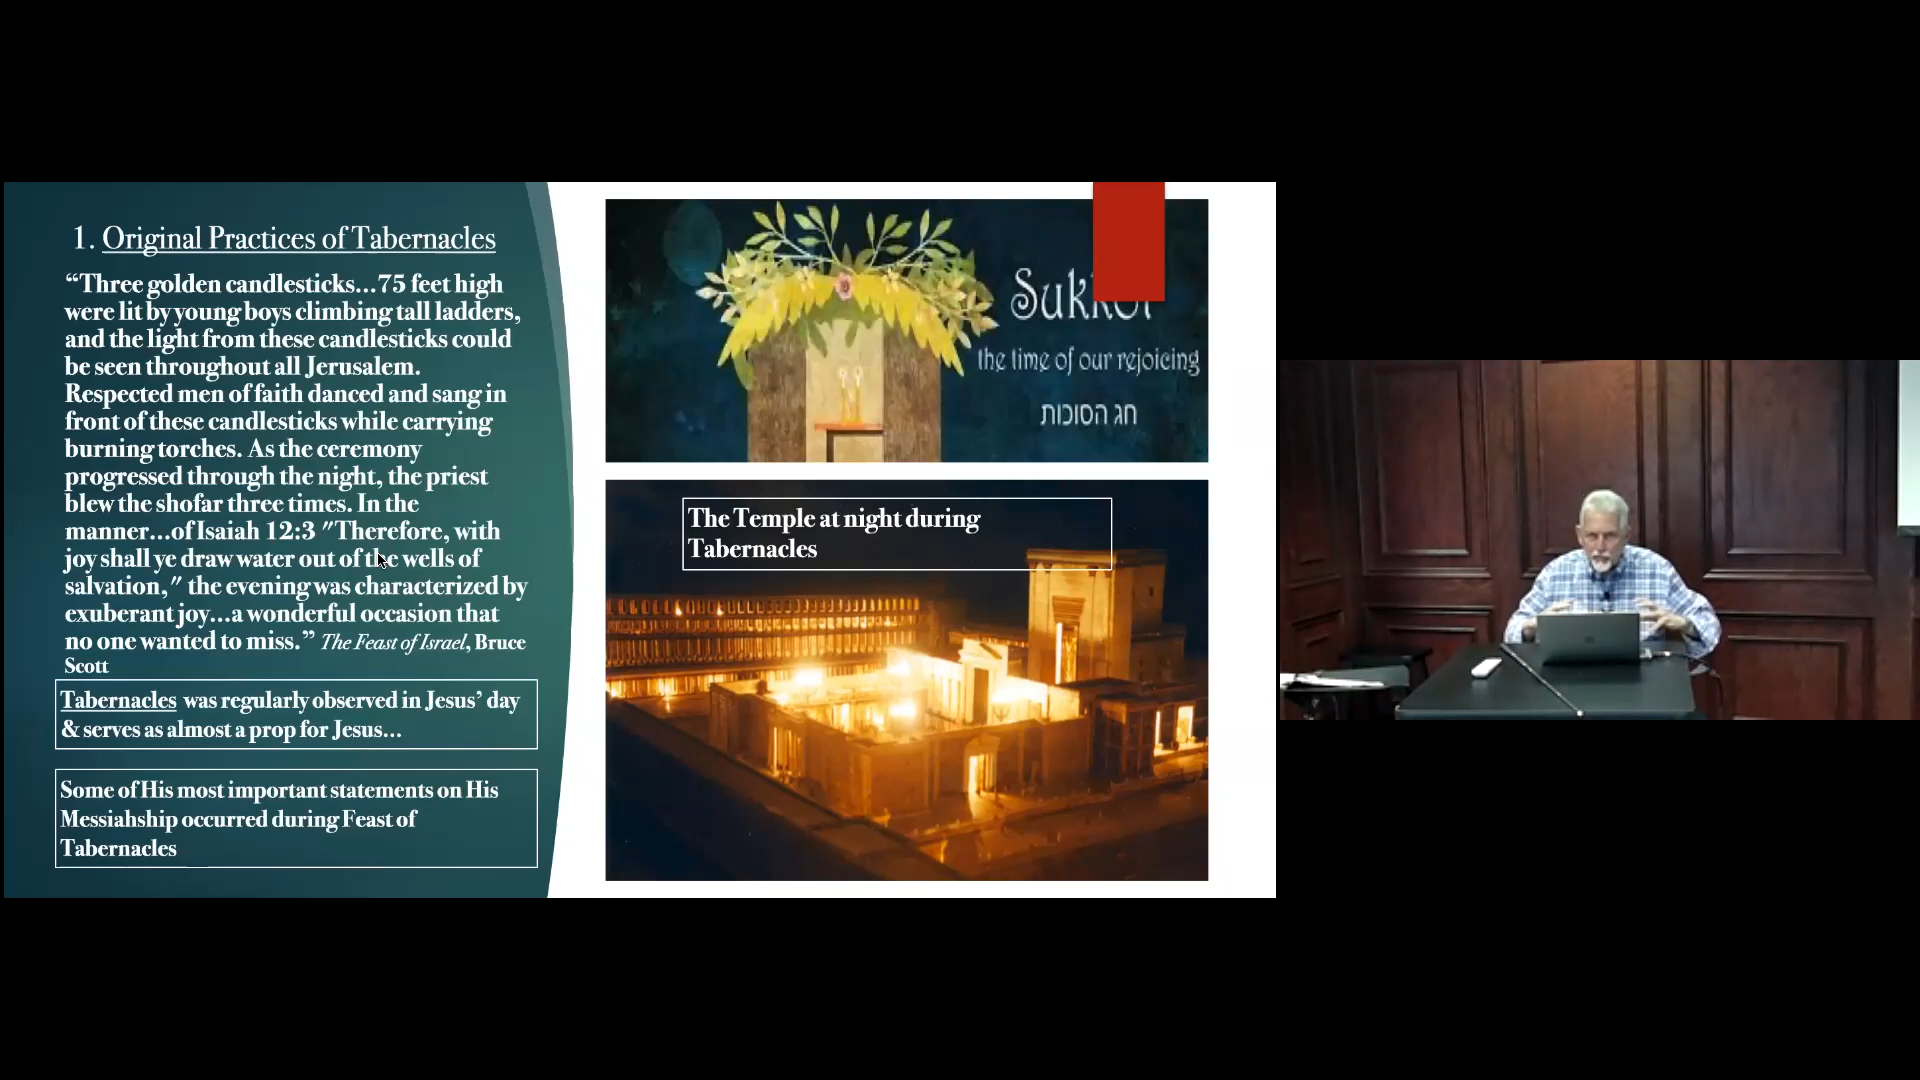 1. Original Practices of Tabernacles
“Three golden candlesticks...75 feet high
were lit by young boys climbing tall ladders,
and the light from these candlesticks could
be seen throughout all Jerusalem.
Respected men of faith danced and sang in
front of these candlesticks while carrying
burning torches. As the ceremony
progressed through the night, the priest
blew the shofar three times. In the
manner...of Isaiah 12:3 "Therefore, with
joy shall ye draw water out of the wells of
salvation," the evening was characterized by
exuberant joy...a wonderful occasion that
no one wanted to miss.” The Feast of Israel, Bruce
Scott
Tabernacles was regularly observed in Jesus’ day
& serves as almost a prop for Jesus...
Some of His most important statements on His
Messiahship occurred during Feast of
Tabernacles
Sukkot
the time of our rejoicing
חג הסוכות
The Temple at night during
Tabernacles